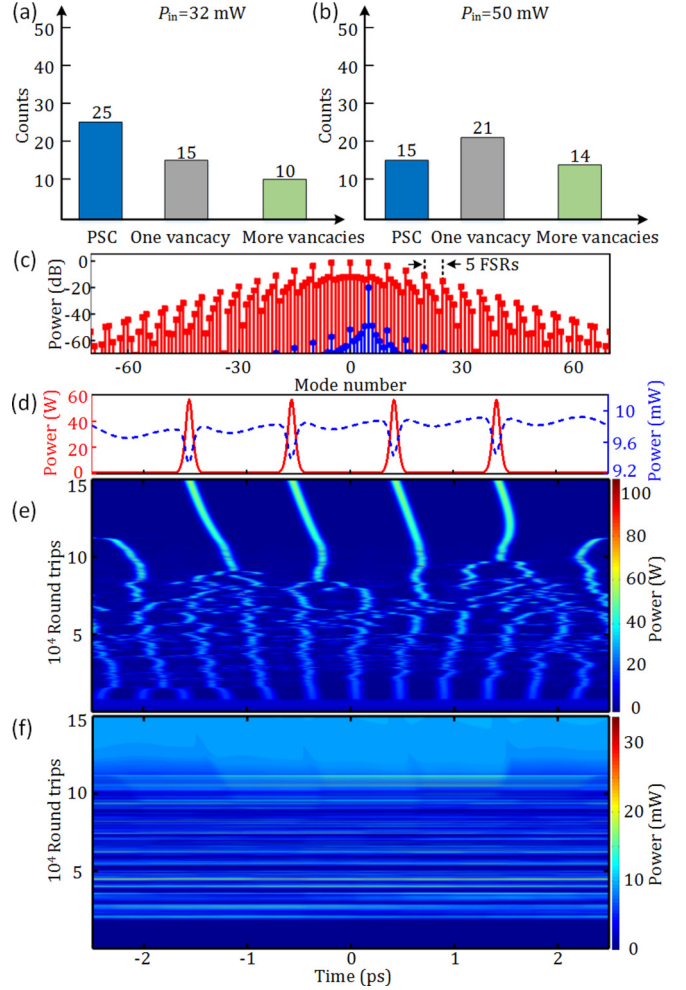 (a)
P_in=32 mW
(b)
P_in=50 mW
50
40
30
20
10
Counts
25
15
10
PSC
One vancacy
More vacancies
50
40
30
20
10
Counts
15
21
14
PSC
One vacancy
More vacancies
(c)
0
-20
-40
-60
Power (dB)
5 FSRs
-60
-30
0
30
60
Mode number
(d)
60
40
20
0
Power (W)
10
9.6
9.2
Power (mW)
(e)
15
10
5
10⁴ Round trips
100
80
60
40
20
0
Power (W)
(f)
15
10
5
10⁴ Round trips
30
20
10
0
Power (mW)
-2
-1
0
1
2
Time (ps)